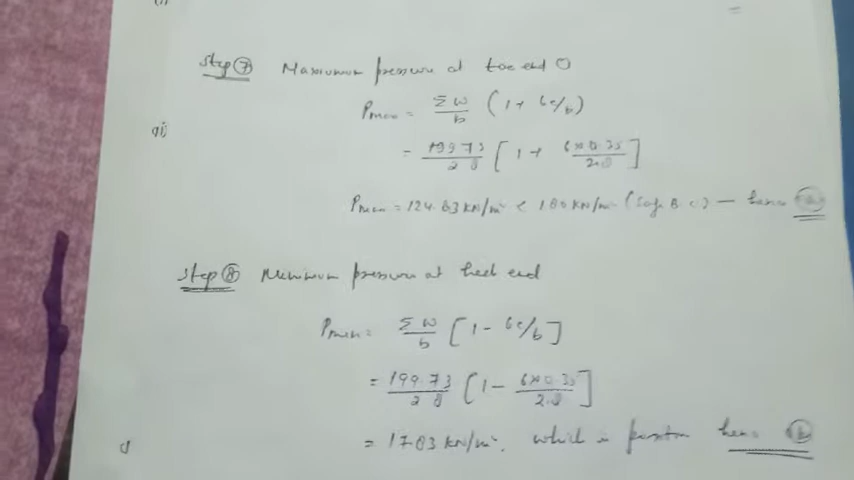 Step ⑦ Maximum pressure at toe end
Pmax = ΣW/b (1 + 6e/b)
= 199.73/2.8 [1 + 6×0.35/2.8]
Pmax = 124.83 KN/m² < 180 KN/m² (Safe B.C) — hence
Step ⑧ Minimum pressure at heel end
Pmin = ΣW/b [1 - 6e/b]
= 199.73/2.8 [1 - 6×0.35/2.8]
= 17.83 KN/m². which is positive hence